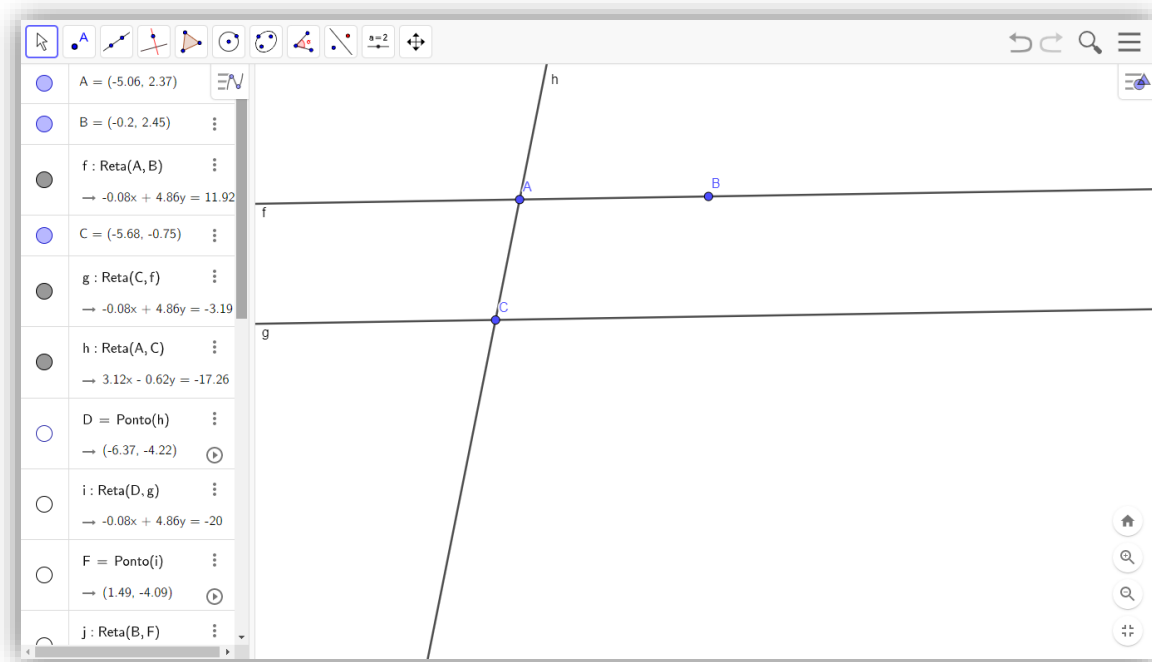 A
a=2
A = (-5.06, 2.37)
B = (-0.2, 2.45)
f : Reta(A, B)
→ -0.08x + 4.86y = 11.92
C = (-5.68, -0.75)
g : Reta(C, f)
→ -0.08x + 4.86y = -3.19
h : Reta(A, C)
→ 3.12x - 0.62y = -17.26
D = Ponto(h)
→ (-6.37, -4.22)
i : Reta(D, g)
→ -0.08x + 4.86y = -20
F = Ponto(i)
→ (1.49, -4.09)
j : Reta(B, F)
h
A
B
f
C
g